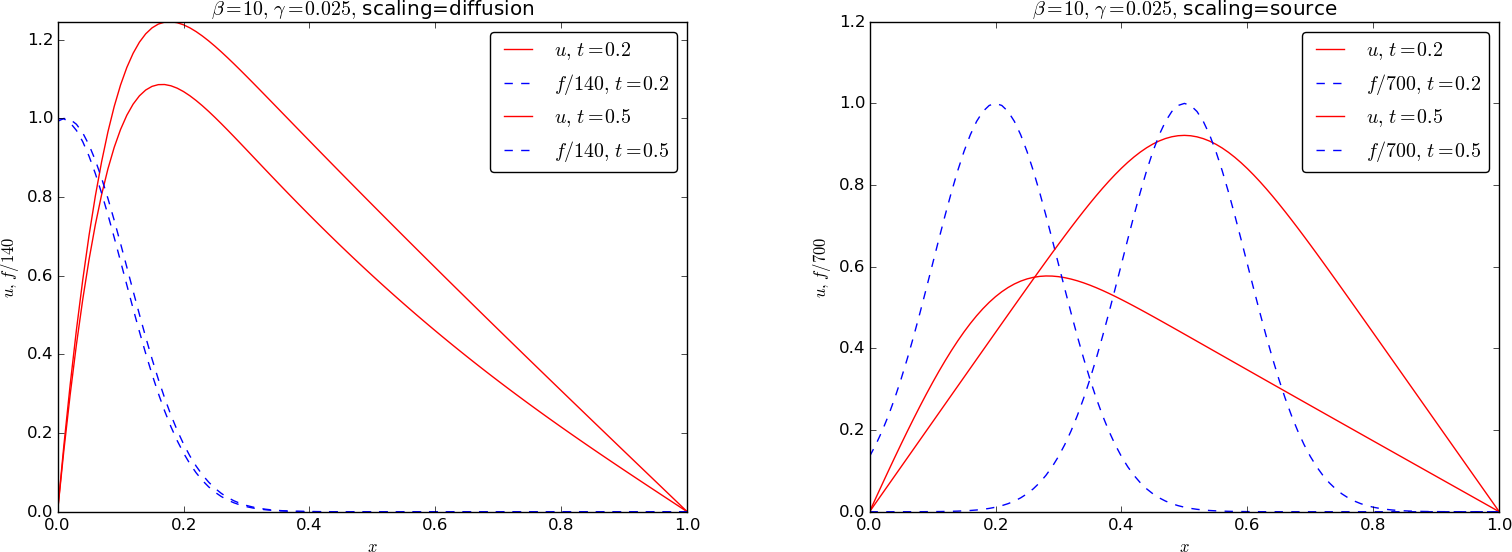 β=10, γ=0.025, scaling=diffusion
1.2
1.0
0.8
0.6
0.4
0.2
0.0
u, f/140
u, t=0.2
f/140, t=0.2
u, t=0.5
f/140, t=0.5
0.0 0.2 0.4 0.6 0.8 1.0
x
β=10, γ=0.025, scaling=source
1.2
1.0
0.8
0.6
0.4
0.2
0.0
u, f/700
u, t=0.2
f/700, t=0.2
u, t=0.5
f/700, t=0.5
0.0 0.2 0.4 0.6 0.8 1.0
x